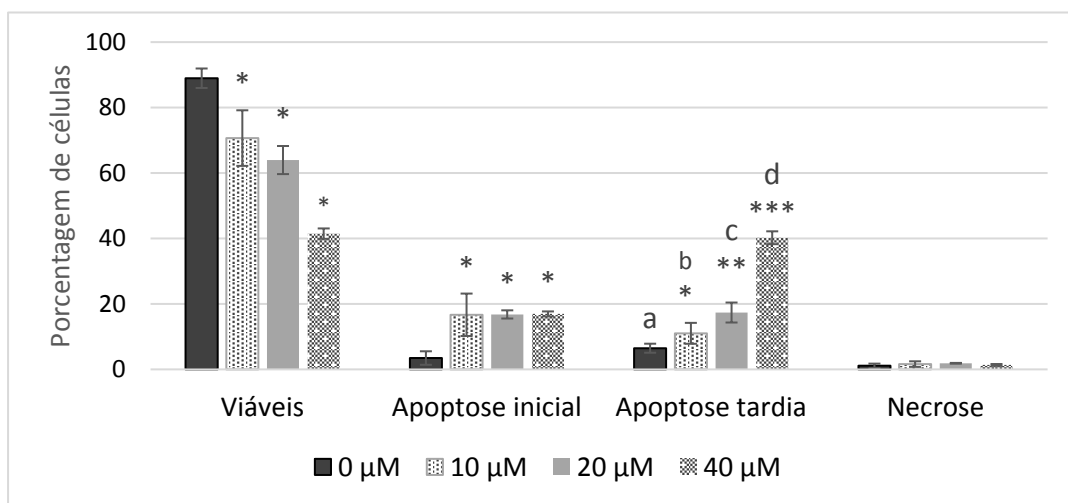 100
80
60
40
20
0
Porcentagem de células
*
*
*
*
*
*
a
b
*
c
**
d
***
Viáveis
Apoptose inicial
Apoptose tardia
Necrose
0 μM
10 μM
20 μM
40 μM